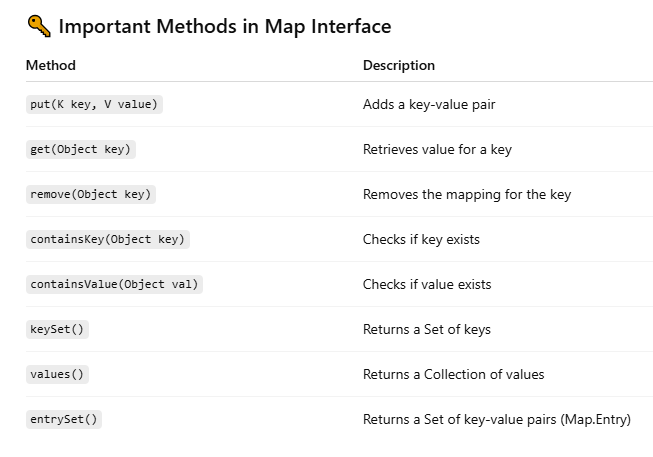 🔑 Important Methods in Map Interface
Method Description
put(K key, V value) Adds a key-value pair
get(Object key) Retrieves value for a key
remove(Object key) Removes the mapping for the key
containsKey(Object key) Checks if key exists
containsValue(Object val) Checks if value exists
keySet() Returns a Set of keys
values() Returns a Collection of values
entrySet() Returns a Set of key-value pairs (Map.Entry)